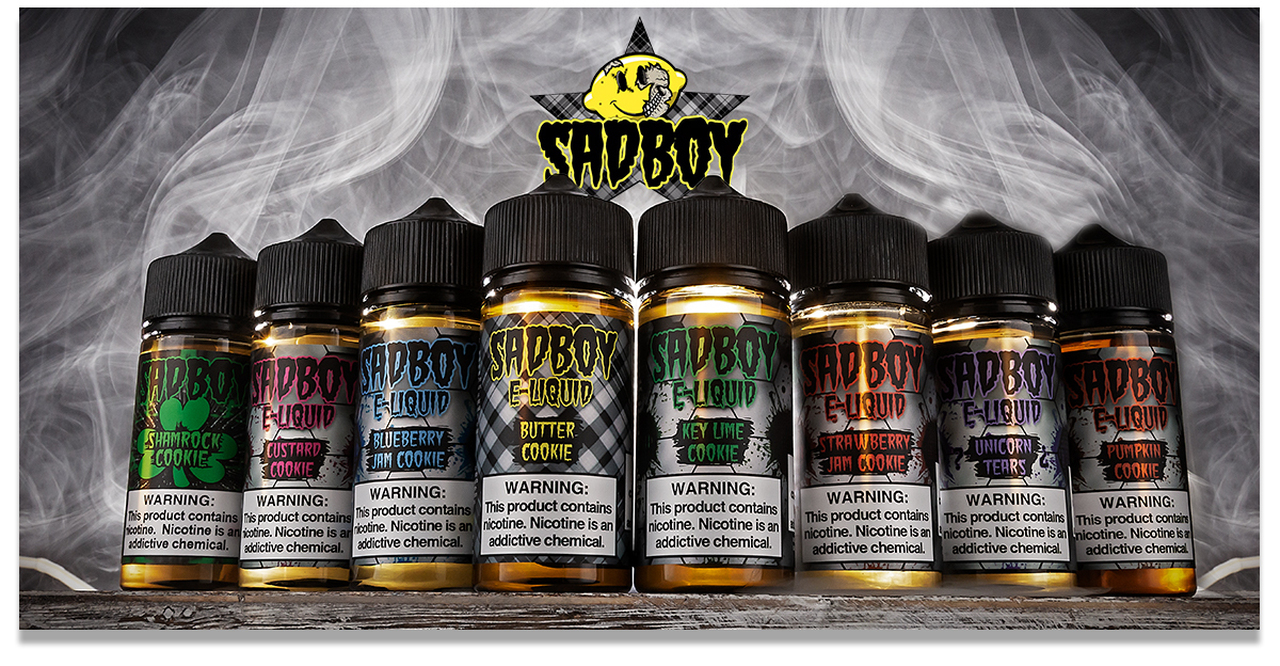 SADBOY
SADBOY
SHAMROCK
COOKIE
WARNING:
This product contains
nicotine. Nicotine is an
addictive chemical.
SADBOY
E-LIQUID
CUSTARD
COOKIE
WARNING:
This product contains
nicotine. Nicotine is an
addictive chemical.
SADBOY
E-LIQUID
BLUEBERRY
JAM COOKIE
WARNING:
This product contains
nicotine. Nicotine is an
addictive chemical.
SADBOY
E-LIQUID
BUTTER
COOKIE
WARNING:
This product contains
nicotine. Nicotine is an
addictive chemical.
SADBOY
E-LIQUID
KEY LIME
COOKIE
WARNING:
This product contains
nicotine. Nicotine is an
addictive chemical.
SADBOY
E-LIQUID
STRAWBERRY
JAM COOKIE
WARNING:
This product contains
nicotine. Nicotine is an
addictive chemical.
SADBOY
E-LIQUID
UNICORN
TEARS
WARNING:
This product contains
nicotine. Nicotine is an
addictive chemical.
SADBOY
E-LIQUID
PUMPKIN
COOKIE
WARNING:
This product contains
nicotine. Nicotine is an
addictive chemical.